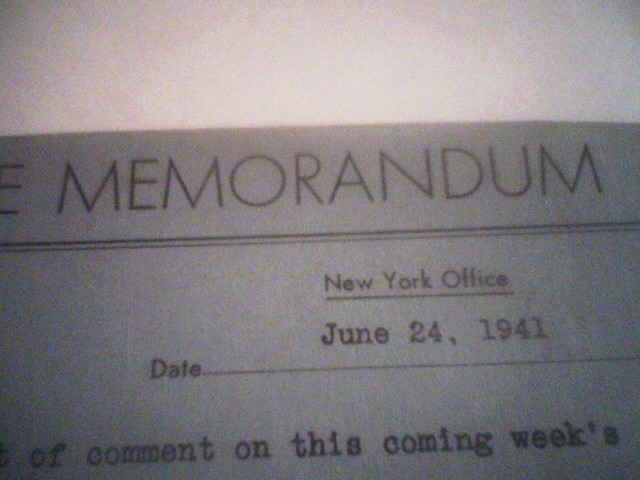 E MEMORANDUM
New York Office
June 24, 1941
Date
t of comment on this coming week's